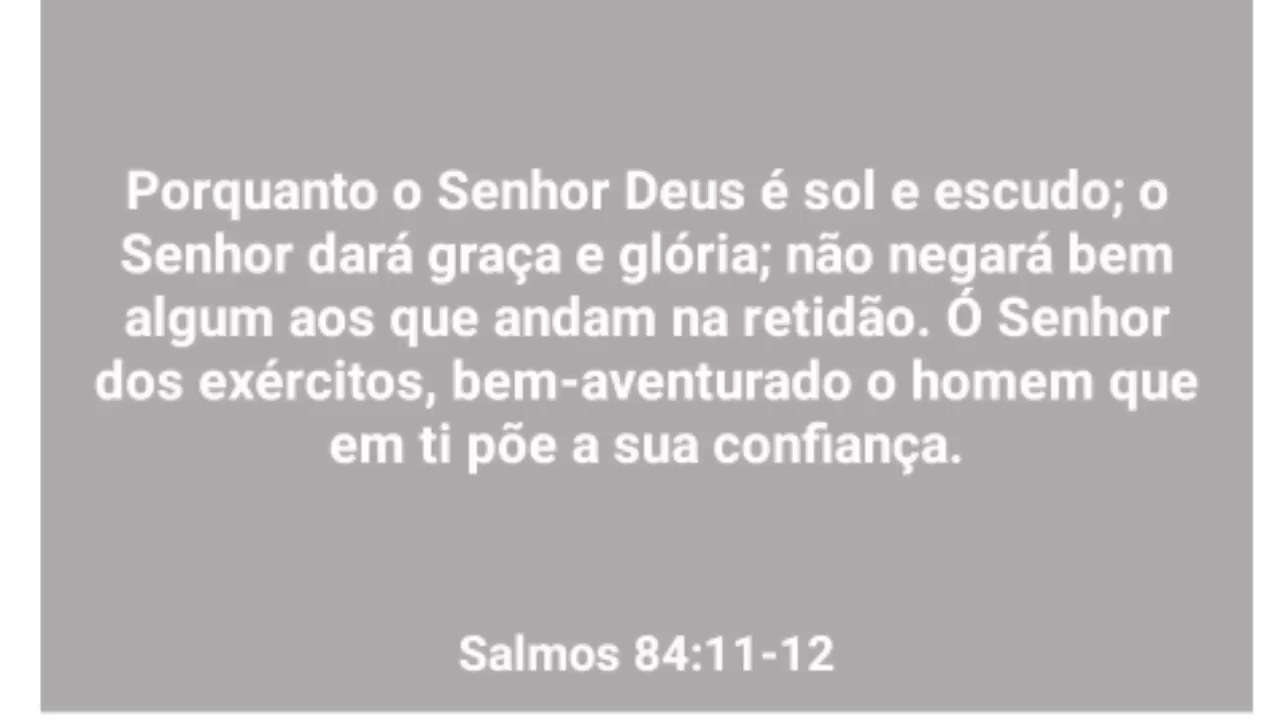 Porquanto o Senhor Deus é sol e escudo; o
Senhor dará graça e glória; não negará bem
algum aos que andam na retidão. Ó Senhor
dos exércitos, bem-aventurado o homem que
em ti põe a sua confiança.
Salmos 84:11-12